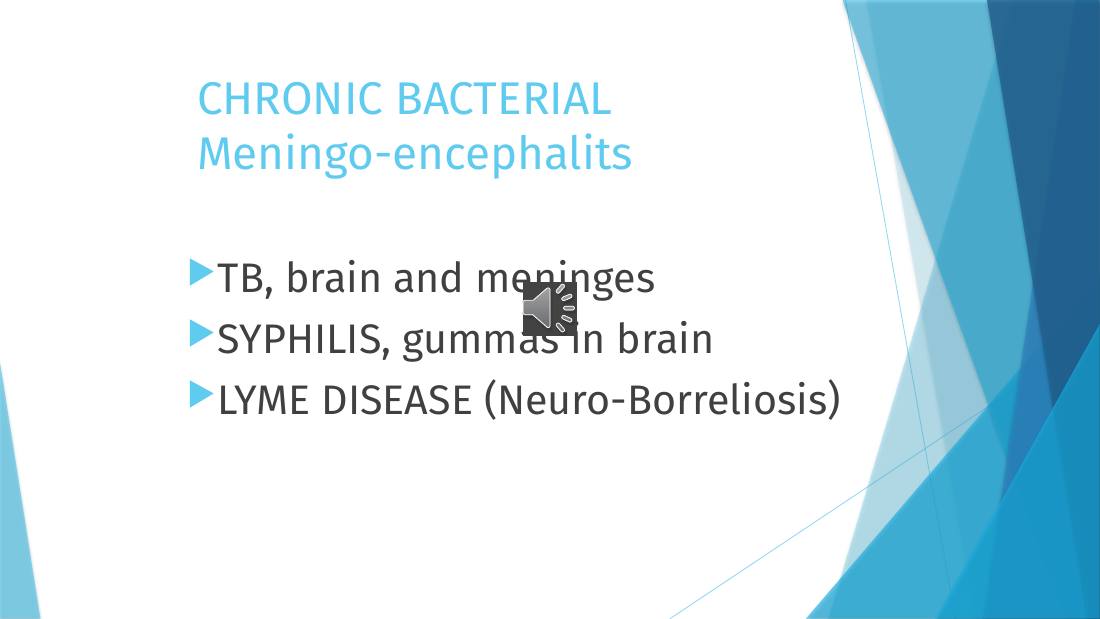 CHRONIC BACTERIAL
Meningo-encephalits
TB, brain and meninges
SYPHILIS, gummas in brain
LYME DISEASE (Neuro-Borreliosis)